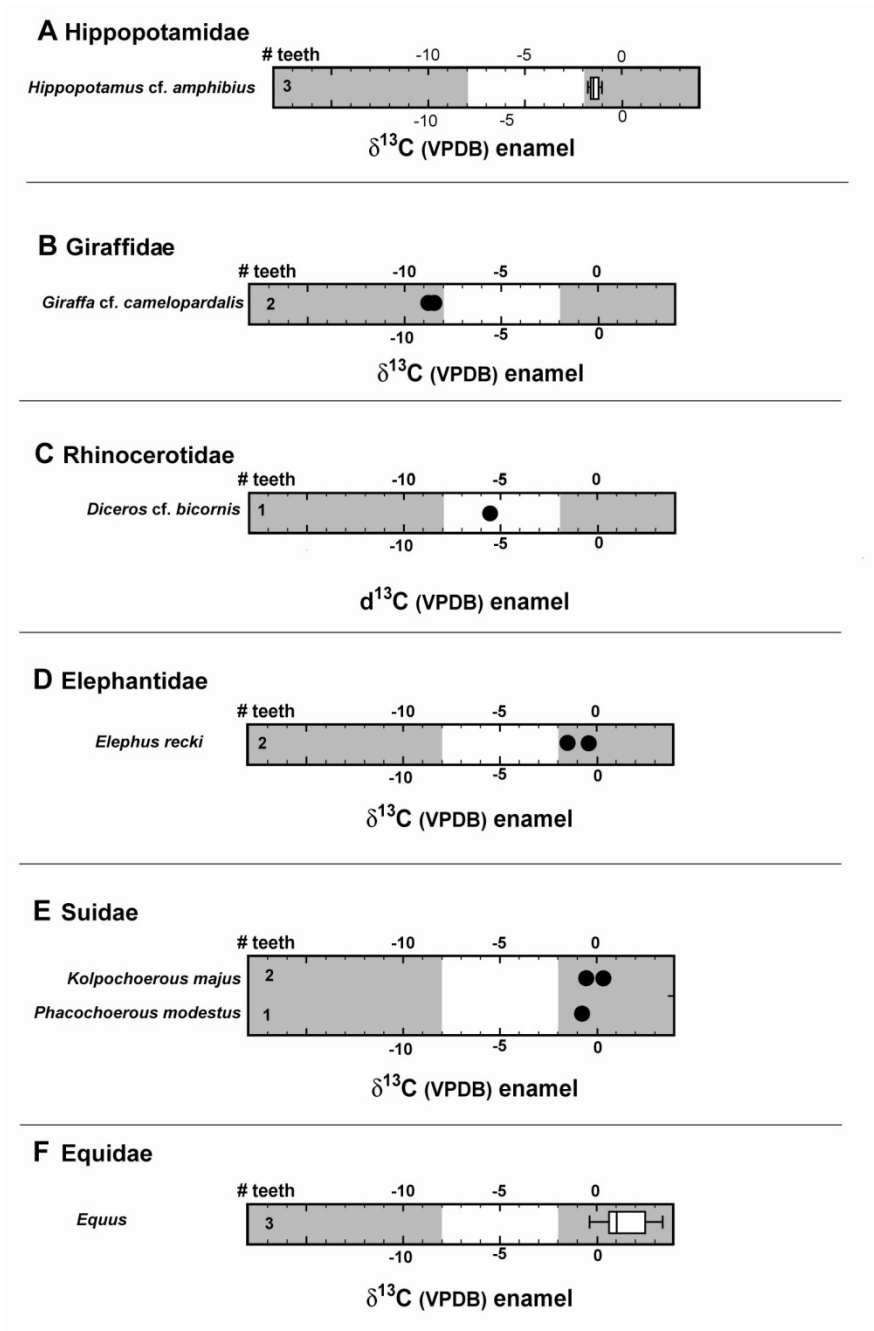 A Hippopotamidae
# teeth -10 -5 0
Hippopotamus cf. amphibius 3
-10 -5 0
δ13C (VPDB) enamel
B Giraffidae
# teeth -10 -5 0
Giraffa cf. camelopardalis 2
-10 -5 0
δ13C (VPDB) enamel
C Rhinocerotidae
# teeth -10 -5 0
Diceros cf. bicornis 1
-10 -5 0
d13C (VPDB) enamel
D Elephantidae
# teeth -10 -5 0
Elephus recki 2
-10 -5 0
δ13C (VPDB) enamel
E Suidae
# teeth -10 -5 0
Kolpochoerous majus 2
Phacochoerous modestus 1
-10 -5 0
δ13C (VPDB) enamel
F Equidae
# teeth -10 -5 0
Equus 3
-10 -5 0
δ13C (VPDB) enamel